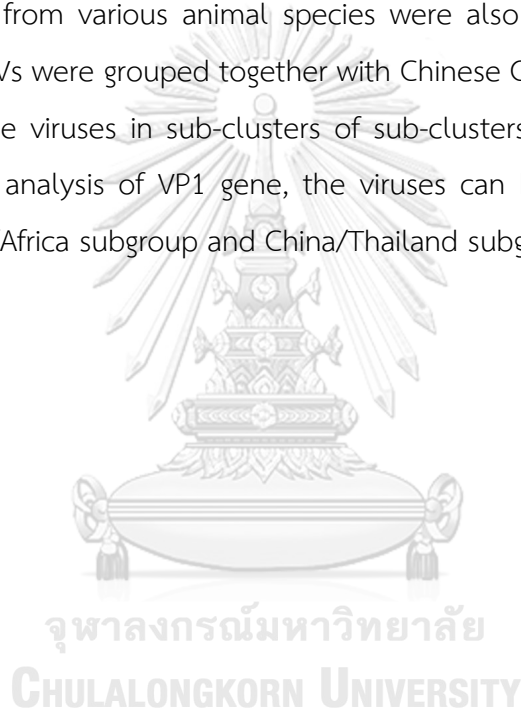 from various animal species were also
Vs were grouped together with Chinese C
e viruses in sub-clusters of sub-clusters
analysis of VP1 gene, the viruses can
Africa subgroup and China/Thailand subg
จุฬาลงกรณ์มหาวิทยาลัย
CHULALONGKORN UNIVERSITY